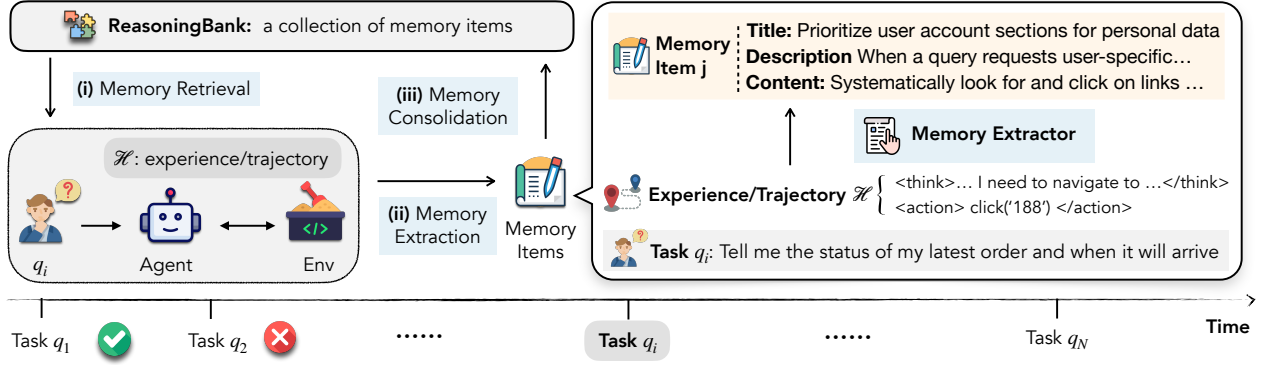 ReasoningBank: a collection of memory items
(i) Memory Retrieval
(iii) Memory
Consolidation
ℋ: experience/trajectory
?
</>
q_i
Agent
Env
(ii) Memory
Extraction
Memory
Items
Memory
Item j
Title: Prioritize user account sections for personal data
Description When a query requests user-specific…
Content: Systematically look for and click on links …
Memory Extractor
Experience/Trajectory ℋ { <think>… I need to navigate to …</think>
<action> click(‘188’) </action>
?
Task q_i: Tell me the status of my latest order and when it will arrive
Task q_1
Task q_2
......
Task q_i
......
Task q_N
Time